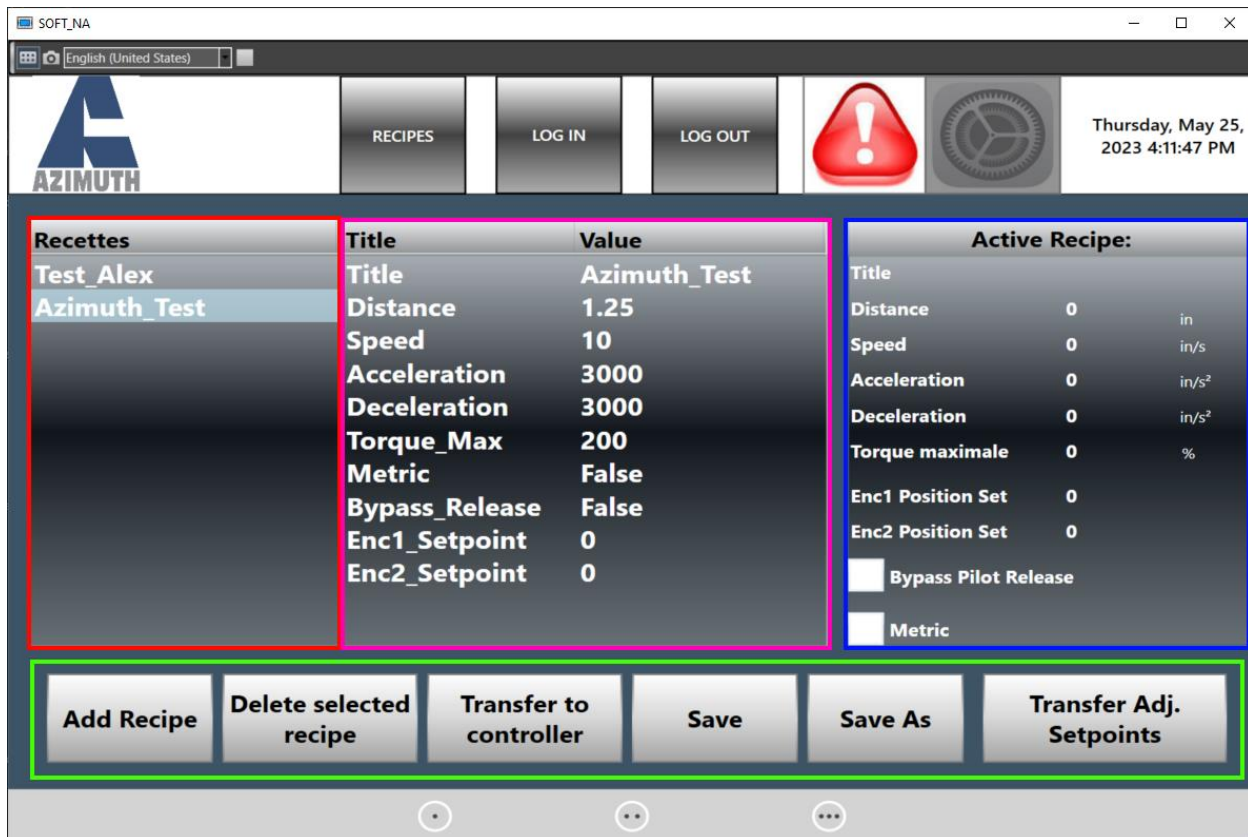 SOFT_NA
English (United States)
AZIMUTH
RECIPES
LOG IN
LOG OUT
Thursday, May 25,
2023 4:11:47 PM
Recettes
Test_Alex
Azimuth_Test
Title Value
Title Azimuth_Test
Distance 1.25
Speed 10
Acceleration 3000
Deceleration 3000
Torque_Max 200
Metric False
Bypass_Release False
Enc1_Setpoint 0
Enc2_Setpoint 0
Active Recipe:
Title
Distance 0 in
Speed 0 in/s
Acceleration 0 in/s²
Deceleration 0 in/s²
Torque maximale 0 %
Enc1 Position Set 0
Enc2 Position Set 0
Bypass Pilot Release
Metric
Add Recipe
Delete selected
recipe
Transfer to
controller
Save
Save As
Transfer Adj.
Setpoints